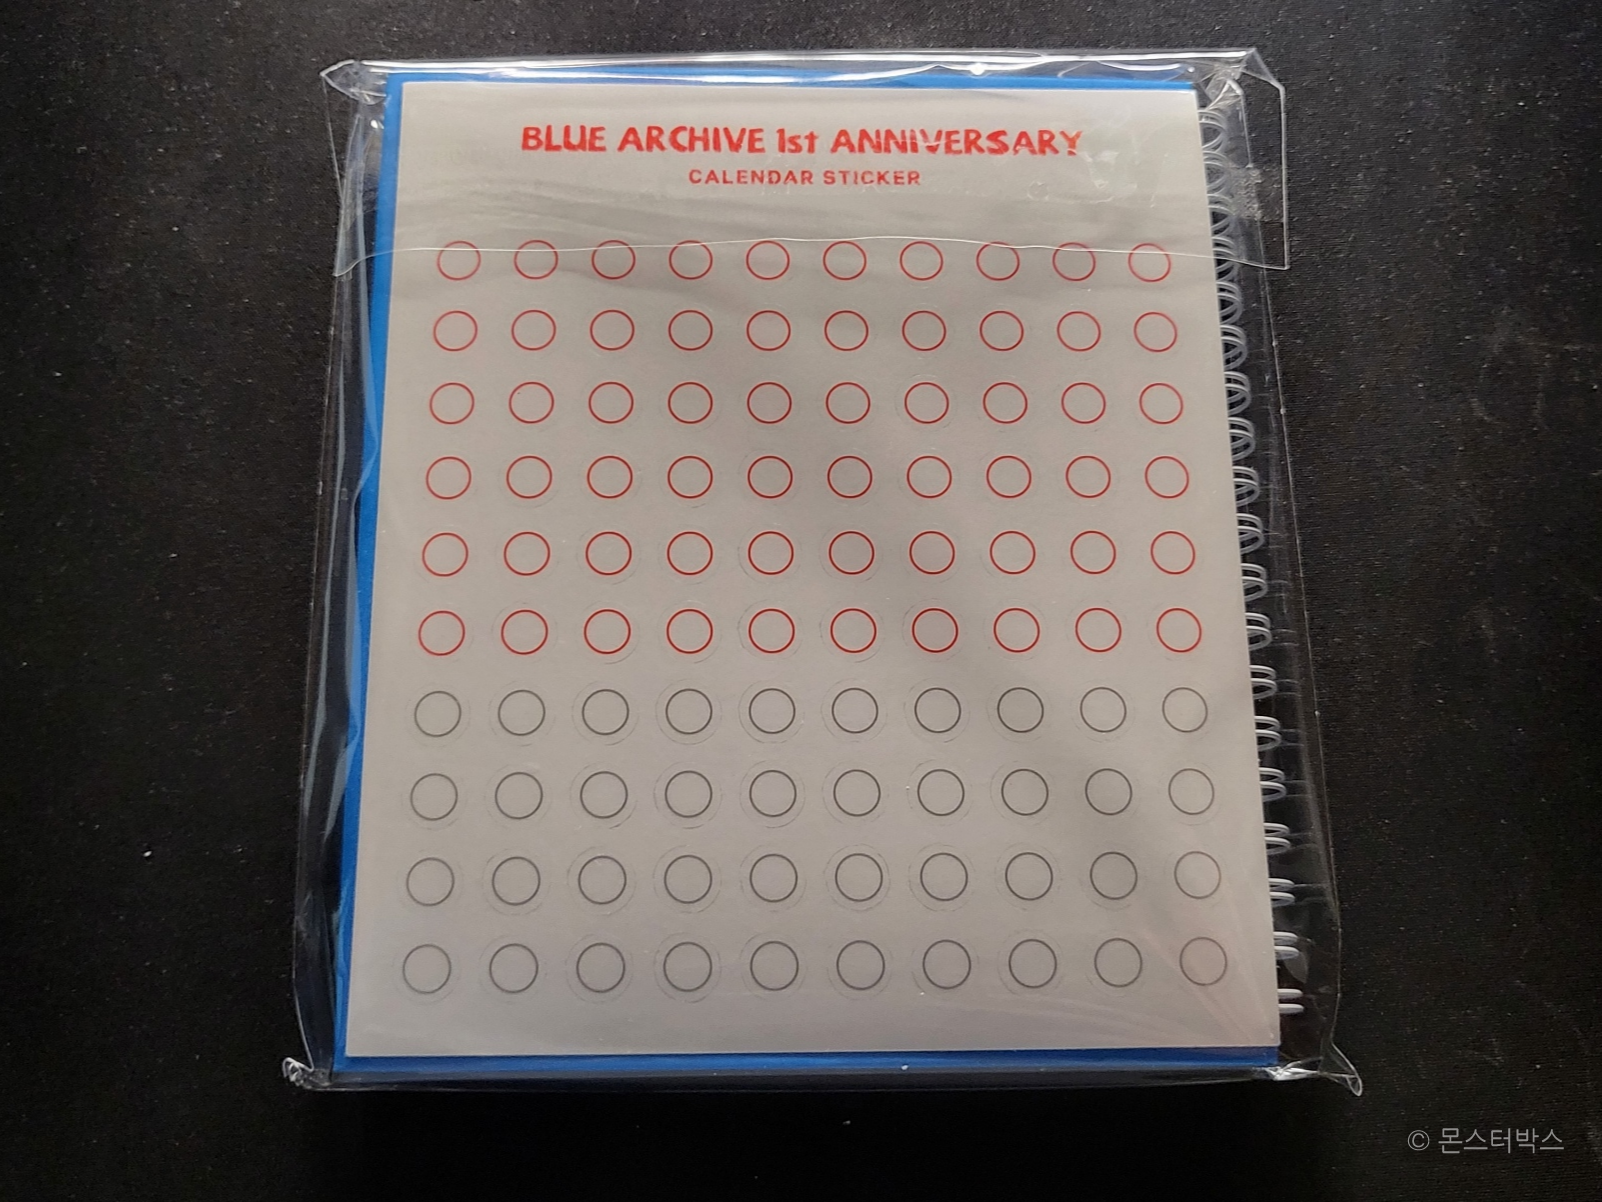 BLUE ARCHIVE 1st ANNIVERSARY
CALENDAR STICKER
© 몬스터박스